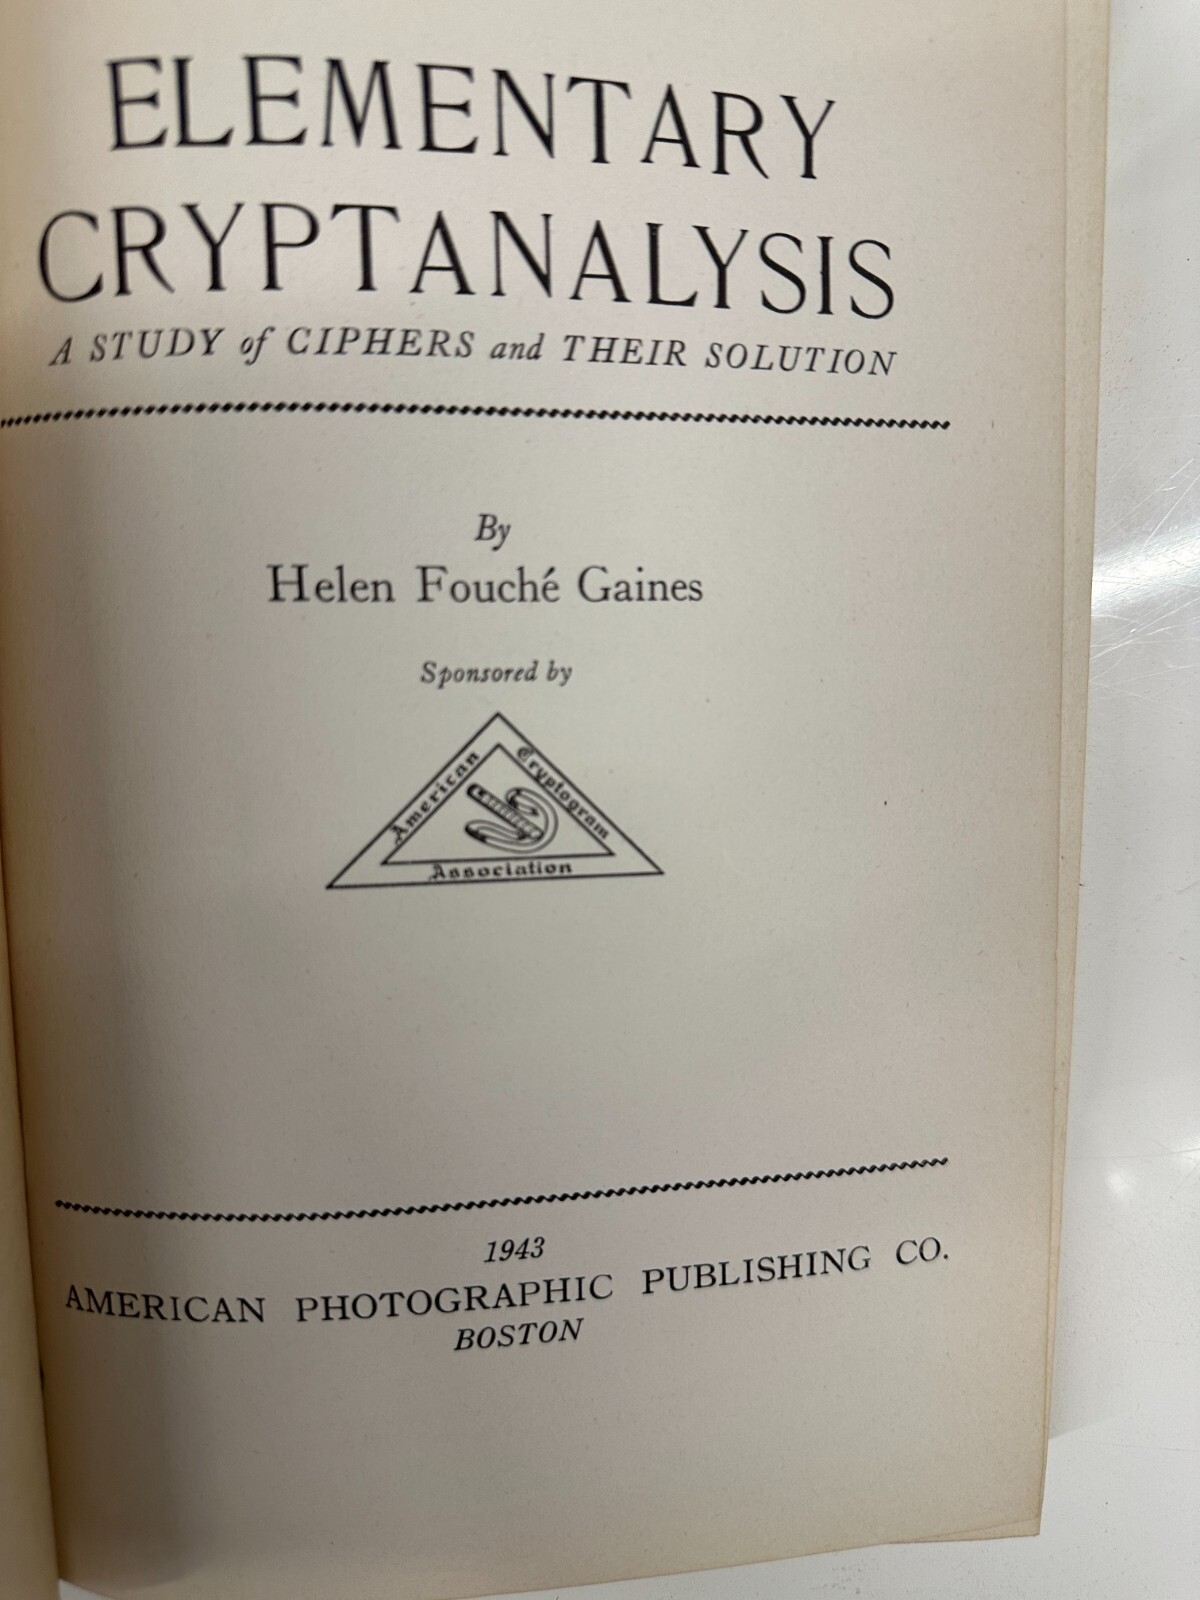 ELEMENTARY
CRYPTANALYSIS
A STUDY of CIPHERS and THEIR SOLUTION
By
Helen Fouché Gaines
Sponsored by
American Cryptogram
Association
1943
AMERICAN PHOTOGRAPHIC PUBLISHING CO.
BOSTON